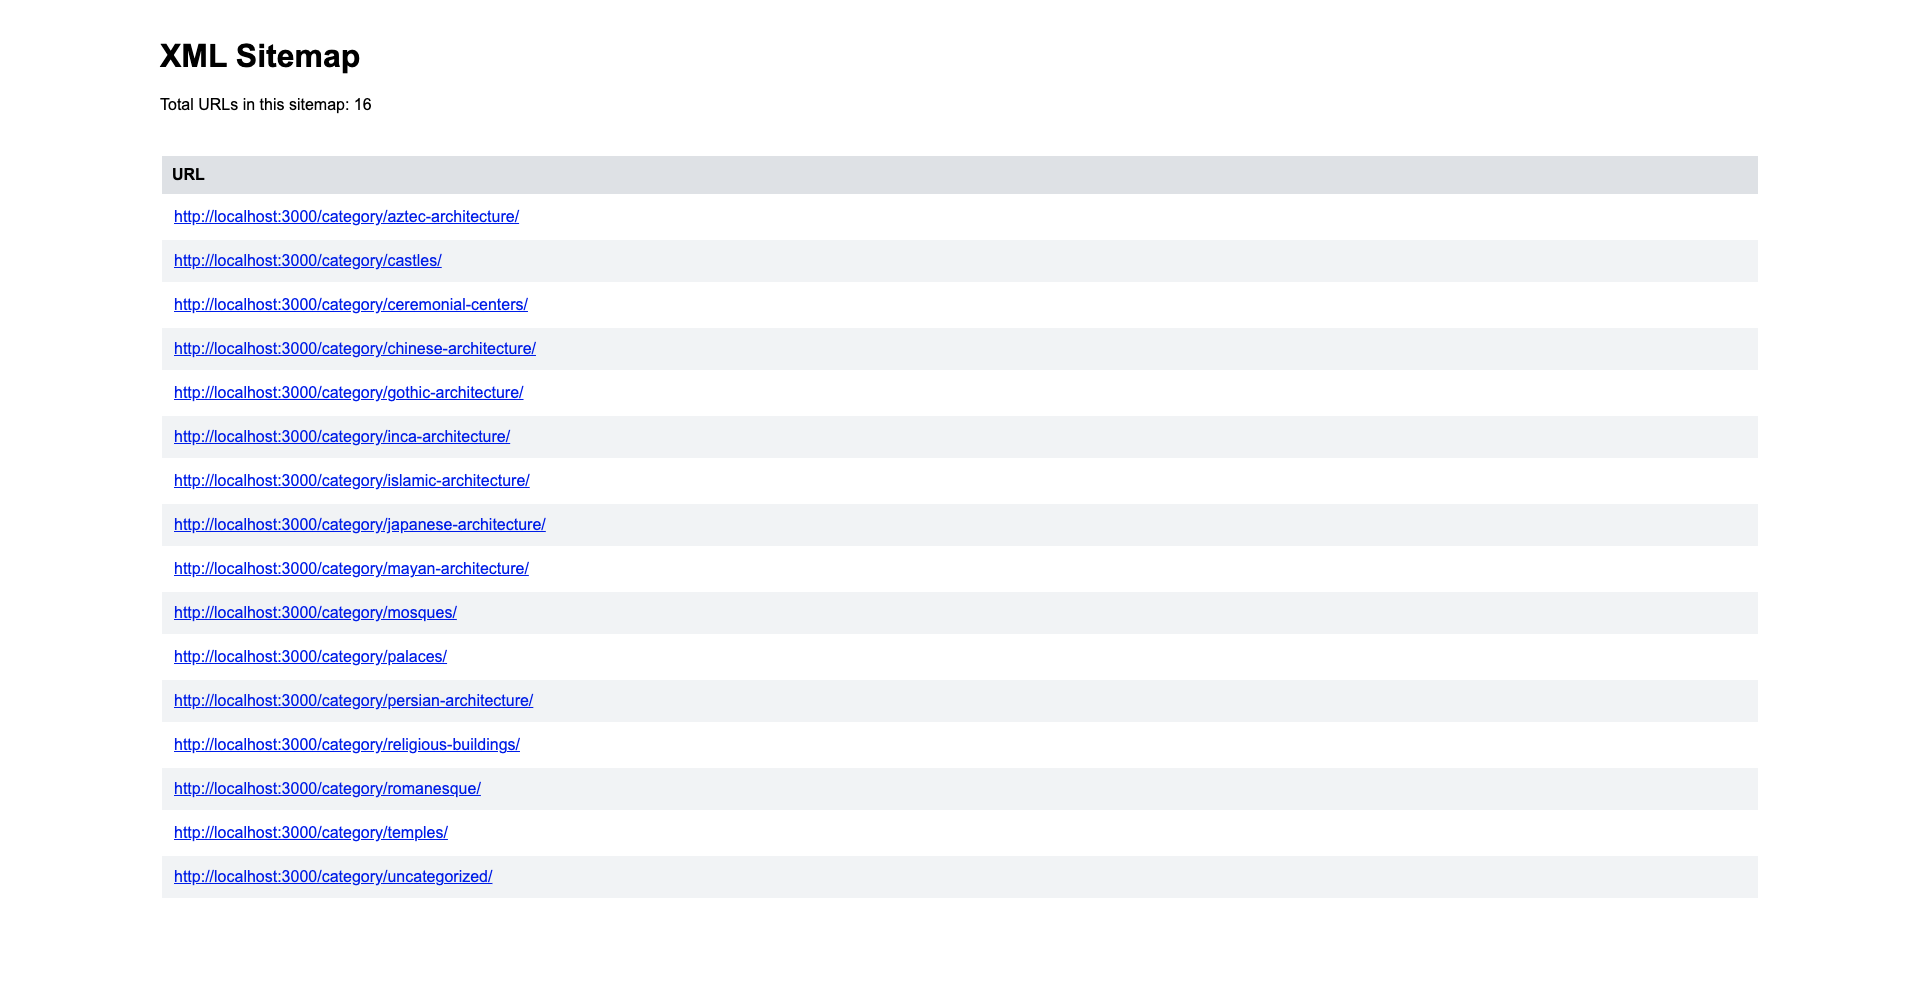 XML Sitemap
Total URLs in this sitemap: 16
URL
http://localhost:3000/category/aztec-architecture/
http://localhost:3000/category/castles/
http://localhost:3000/category/ceremonial-centers/
http://localhost:3000/category/chinese-architecture/
http://localhost:3000/category/gothic-architecture/
http://localhost:3000/category/inca-architecture/
http://localhost:3000/category/islamic-architecture/
http://localhost:3000/category/japanese-architecture/
http://localhost:3000/category/mayan-architecture/
http://localhost:3000/category/mosques/
http://localhost:3000/category/palaces/
http://localhost:3000/category/persian-architecture/
http://localhost:3000/category/religious-buildings/
http://localhost:3000/category/romanesque/
http://localhost:3000/category/temples/
http://localhost:3000/category/uncategorized/